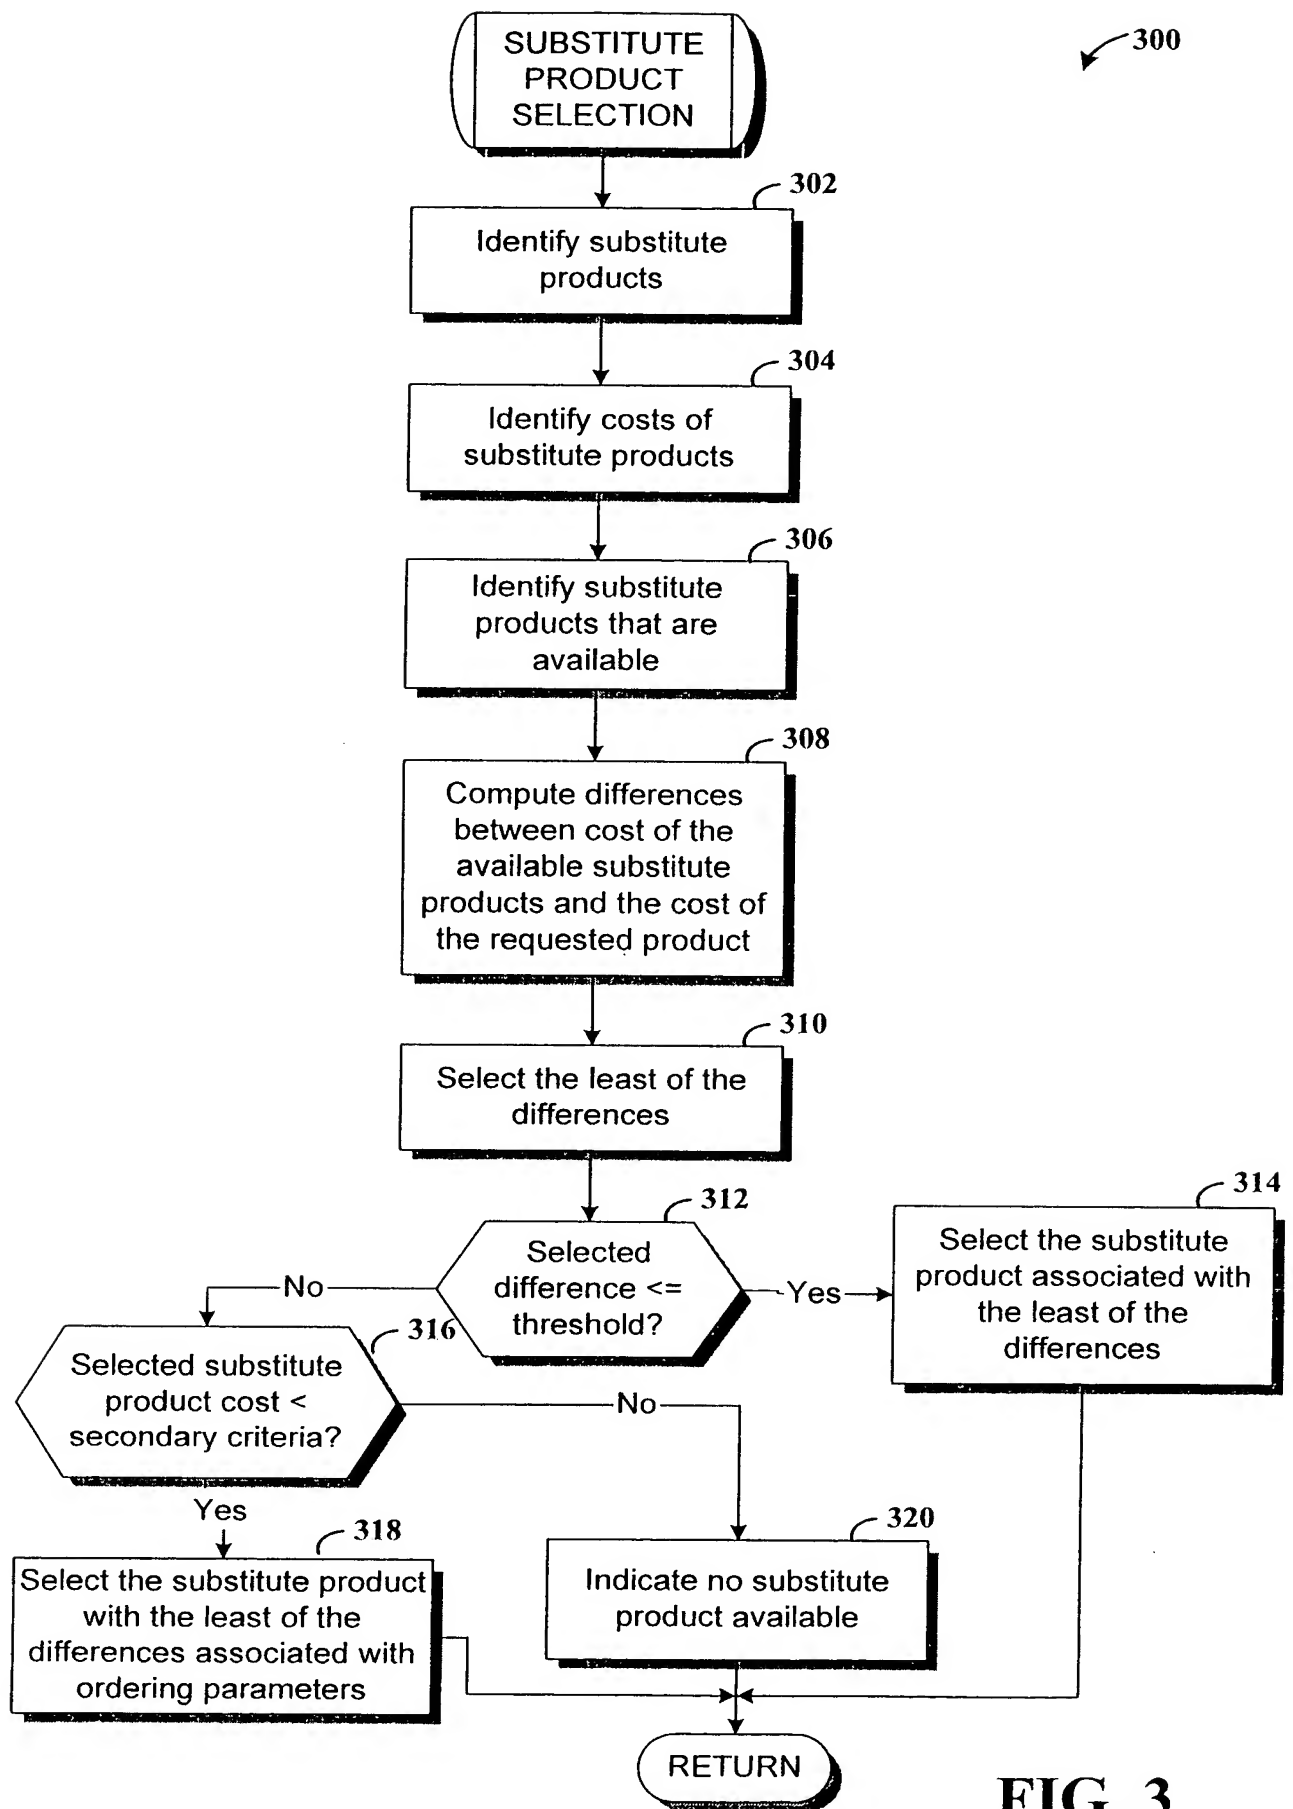 SUBSTITUTE
PRODUCT
SELECTION
300
302
Identify substitute
products
304
Identify costs of
substitute products
306
Identify substitute
products that are
available
308
Compute differences
between cost of the
available substitute
products and the cost of
the requested product
310
Select the least of the
differences
312
Selected
difference <=
threshold?
No
Yes
314
Select the substitute
product associated with
the least of the
differences
316
Selected substitute
product cost <
secondary criteria?
No
Yes
318
Select the substitute product
with the least of the
differences associated with
ordering parameters
320
Indicate no substitute
product available
RETURN
FIG. 3